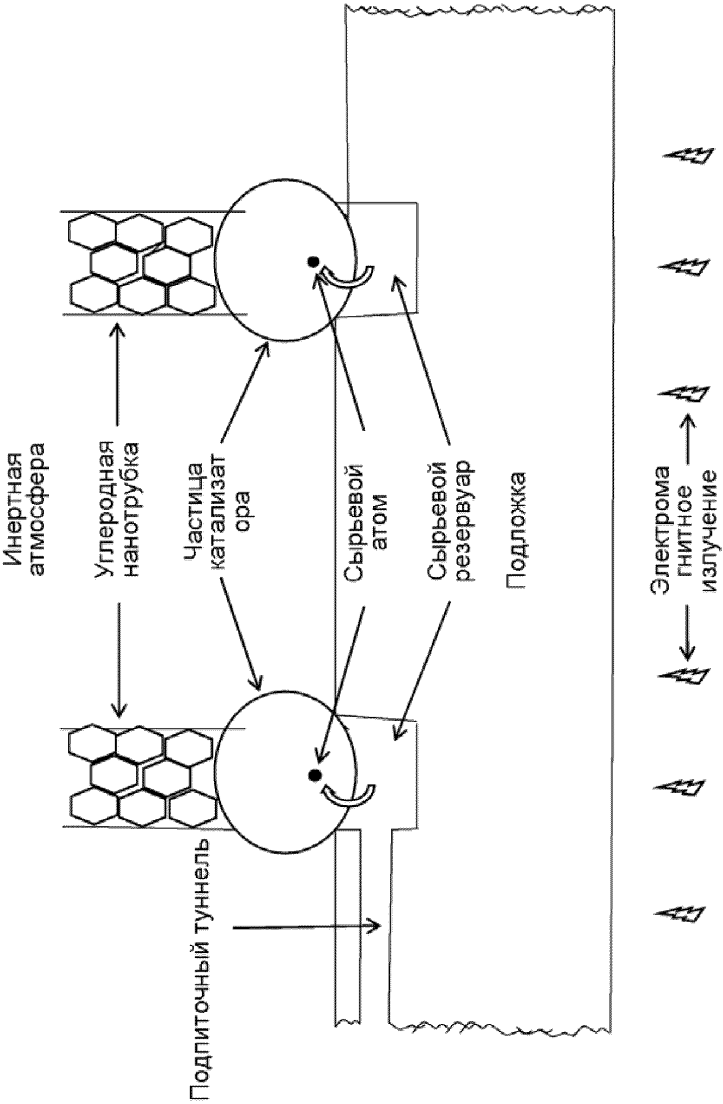 Инертная
атмосфера
Углеродная
нанотрубка
Частица
катализат
ора
Сырьевой
атом
Сырьевой
резервуар
Подложка
Электрома
гнитное
излучение
Подпиточный туннель